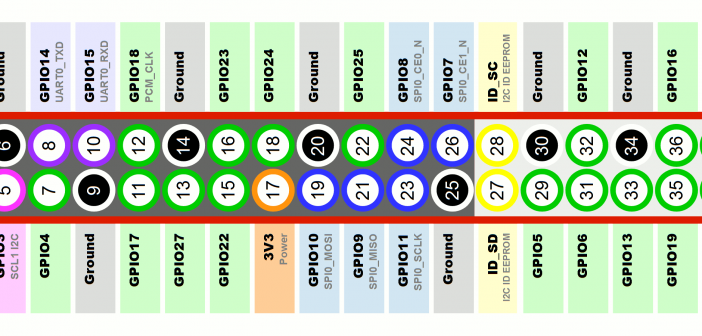 Ground
GPIO14
UART0_TXD
GPIO15
UART0_RXD
GPIO18
PCM_CLK
Ground
GPIO23
GPIO24
Ground
GPIO25
GPIO8
SPI0_CE0_N
GPIO7
SPI0_CE1_N
ID_SC
I2C ID EEPROM
Ground
GPIO12
Ground
GPIO16
6 8 10 12 14 16 18 20 22 24 26 28 30 32 34 36
5 7 9 11 13 15 17 19 21 23 25 27 29 31 33 35
GPIO3
SCL1 I2C
GPIO4
Ground
GPIO17
GPIO27
GPIO22
3V3
Power
GPIO10
SPI0_MOSI
GPIO9
SPI0_MISO
GPIO11
SPI0_SCLK
Ground
ID_SD
I2C ID EEPROM
GPIO5
GPIO6
GPIO13
GPIO19